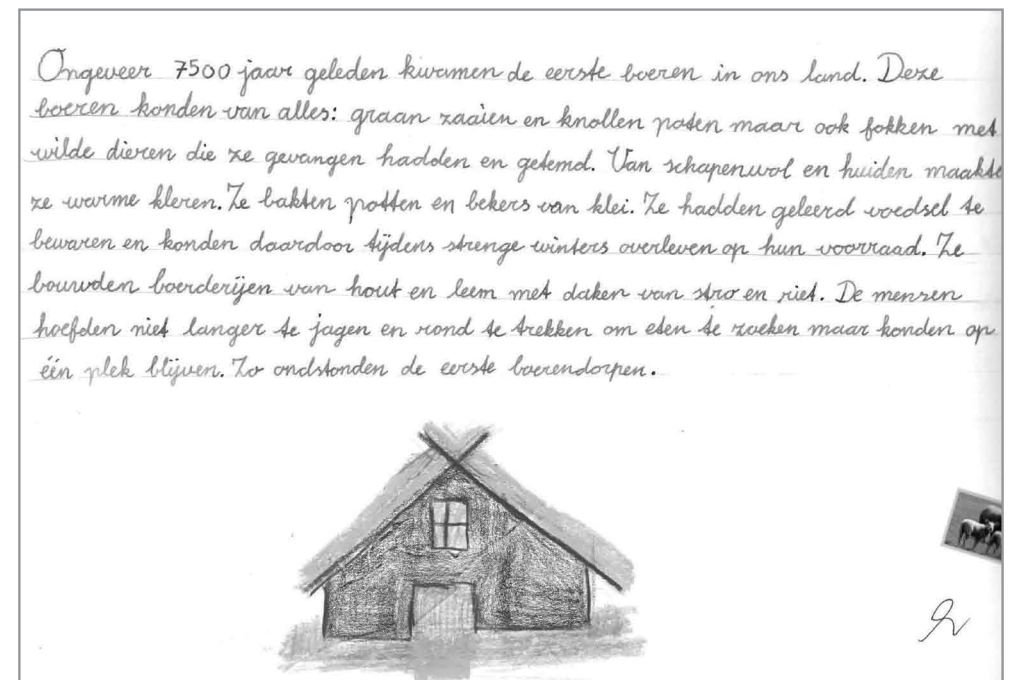 Ongeveer 7500 jaar geleden kwamen de eerste boeren in ons land. Deze
boeren konden van alles: graan zaaien en knollen poten maar ook fokken met
wilde dieren die ze gevangen hadden en getemd. Van schapenwol en huiden maakte
ze warme kleren. Ze bakten potten en bekers van klei. Ze hadden geleerd voedsel te
bewaren en konden daardoor tijdens strenge winters overleven op hun voorraad. Ze
bouwden boerderijen van hout en leem met daken van stro en riet. De mensen
hoefden niet langer te jagen en rond te trekken om eten te zoeken maar konden op
één plek blijven. Zo ondstonden de eerste boerendorpen.